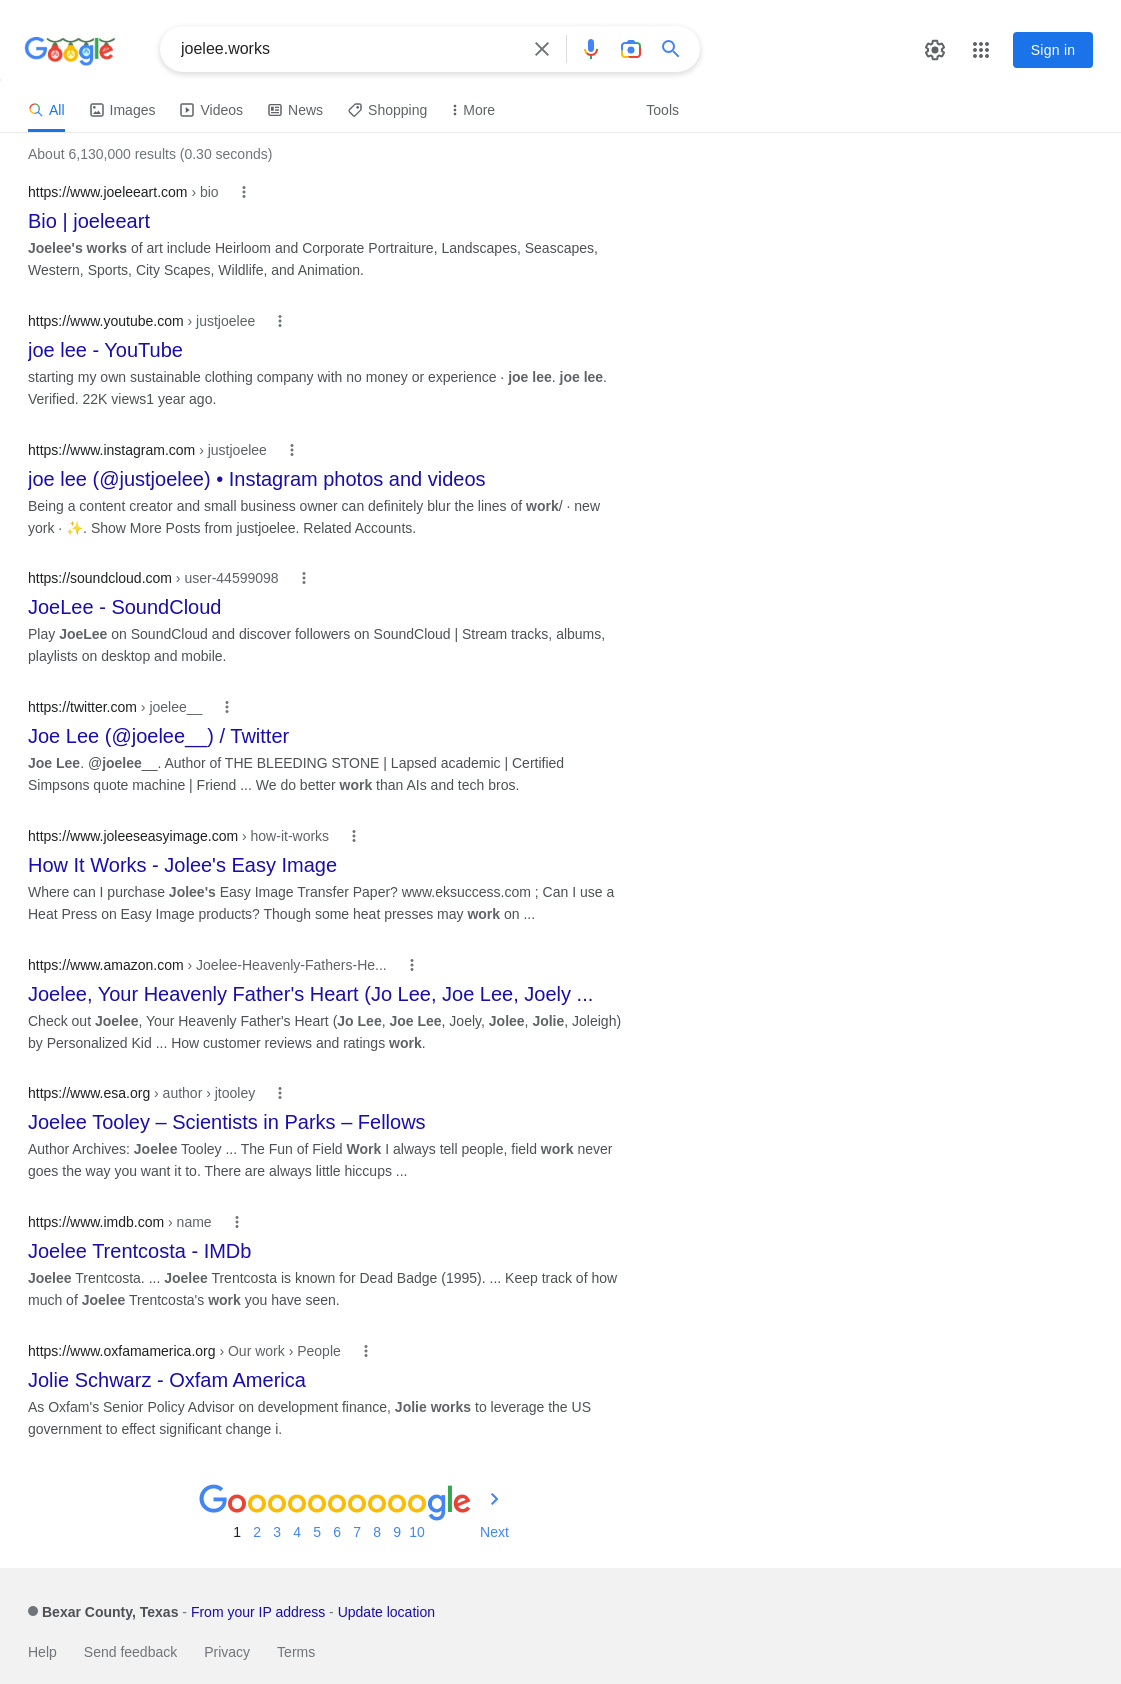 Google
joelee.works
Sign in
All Images Videos News Shopping More Tools
About 6,130,000 results (0.30 seconds)
https://www.joeleeart.com › bio
Bio | joeleeart
Joelee's works of art include Heirloom and Corporate Portraiture, Landscapes, Seascapes,
Western, Sports, City Scapes, Wildlife, and Animation.
https://www.youtube.com › justjoelee
joe lee - YouTube
starting my own sustainable clothing company with no money or experience · joe lee. joe lee.
Verified. 22K views1 year ago.
https://www.instagram.com › justjoelee
joe lee (@justjoelee) • Instagram photos and videos
Being a content creator and small business owner can definitely blur the lines of work/ · new
york · ✨. Show More Posts from justjoelee. Related Accounts.
https://soundcloud.com › user-44599098
JoeLee - SoundCloud
Play JoeLee on SoundCloud and discover followers on SoundCloud | Stream tracks, albums,
playlists on desktop and mobile.
https://twitter.com › joelee__
Joe Lee (@joelee__) / Twitter
Joe Lee. @joelee__. Author of THE BLEEDING STONE | Lapsed academic | Certified
Simpsons quote machine | Friend ... We do better work than AIs and tech bros.
https://www.joleeseasyimage.com › how-it-works
How It Works - Jolee's Easy Image
Where can I purchase Jolee's Easy Image Transfer Paper? www.eksuccess.com ; Can I use a
Heat Press on Easy Image products? Though some heat presses may work on ...
https://www.amazon.com › Joelee-Heavenly-Fathers-He...
Joelee, Your Heavenly Father's Heart (Jo Lee, Joe Lee, Joely ...
Check out Joelee, Your Heavenly Father's Heart (Jo Lee, Joe Lee, Joely, Jolee, Jolie, Joleigh)
by Personalized Kid ... How customer reviews and ratings work.
https://www.esa.org › author › jtooley
Joelee Tooley – Scientists in Parks – Fellows
Author Archives: Joelee Tooley ... The Fun of Field Work I always tell people, field work never
goes the way you want it to. There are always little hiccups ...
https://www.imdb.com › name
Joelee Trentcosta - IMDb
Joelee Trentcosta. ... Joelee Trentcosta is known for Dead Badge (1995). ... Keep track of how
much of Joelee Trentcosta's work you have seen.
https://www.oxfamamerica.org › Our work › People
Jolie Schwarz - Oxfam America
As Oxfam's Senior Policy Advisor on development finance, Jolie works to leverage the US
government to effect significant change i.
Goooooooooogle
1 2 3 4 5 6 7 8 9 10 Next
Bexar County, Texas - From your IP address - Update location
Help Send feedback Privacy Terms